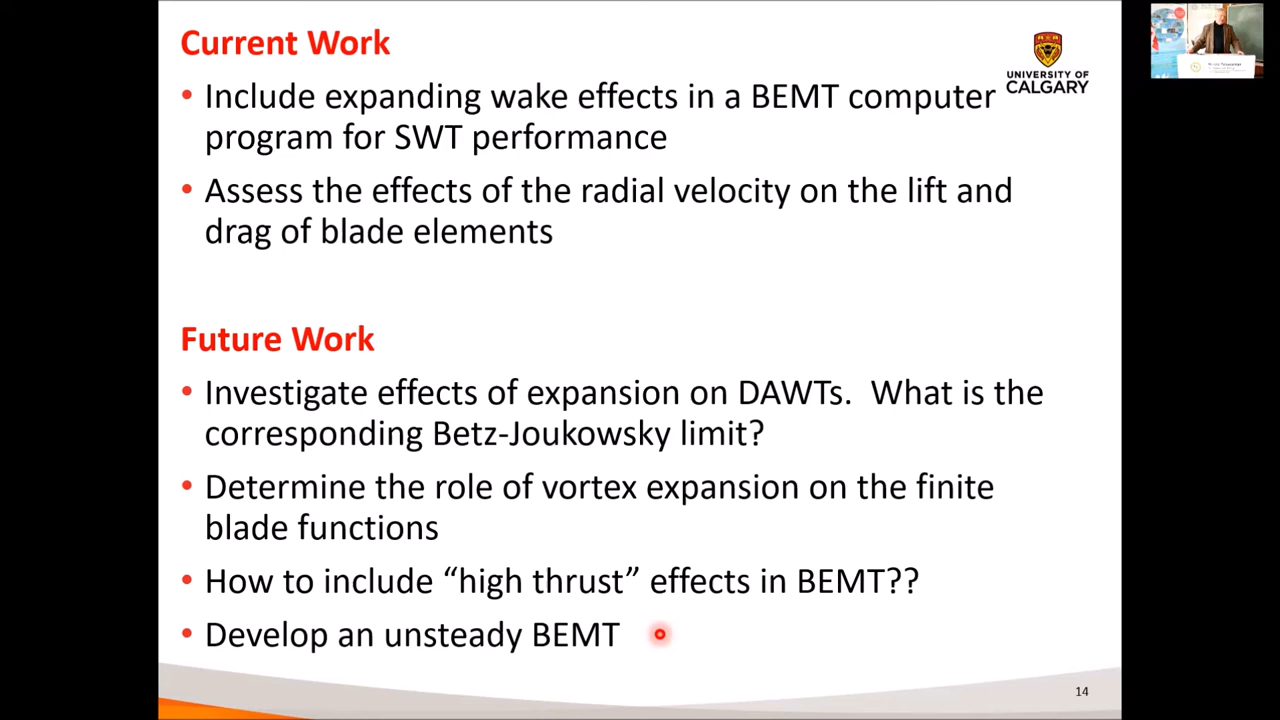 Current Work
UNIVERSITY OF
CALGARY
• Include expanding wake effects in a BEMT computer
program for SWT performance
• Assess the effects of the radial velocity on the lift and
drag of blade elements
Future Work
• Investigate effects of expansion on DAWTs. What is the
corresponding Betz-Joukowsky limit?
• Determine the role of vortex expansion on the finite
blade functions
• How to include “high thrust” effects in BEMT??
• Develop an unsteady BEMT
14